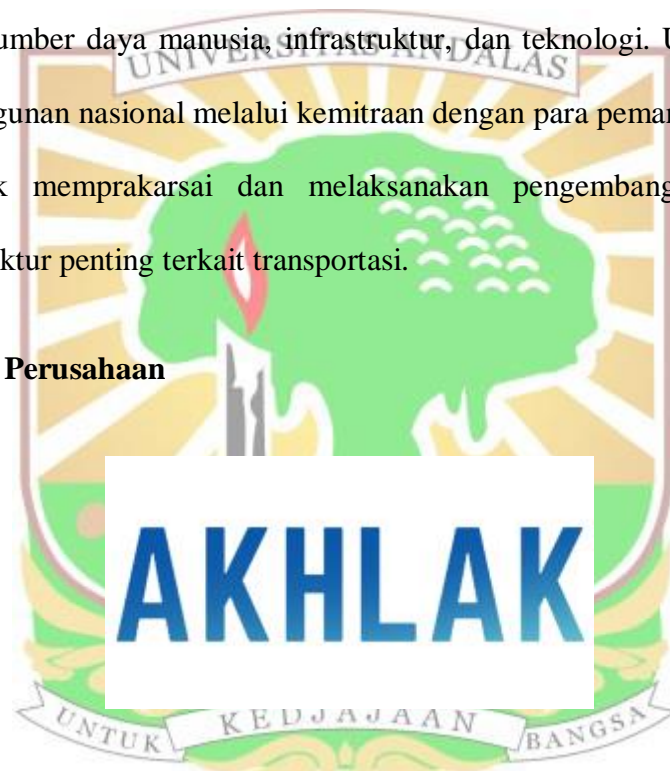 umber daya manusia, infrastruktur, dan teknologi. U
UNIVERSITAS ANDALAS
gunan nasional melalui kemitraan dengan para peman
k memprakarsai dan melaksanakan pengembang
ktur penting terkait transportasi.
Perusahaan
AKHLAK
UNTUK KEDJAJAAN BANGSA